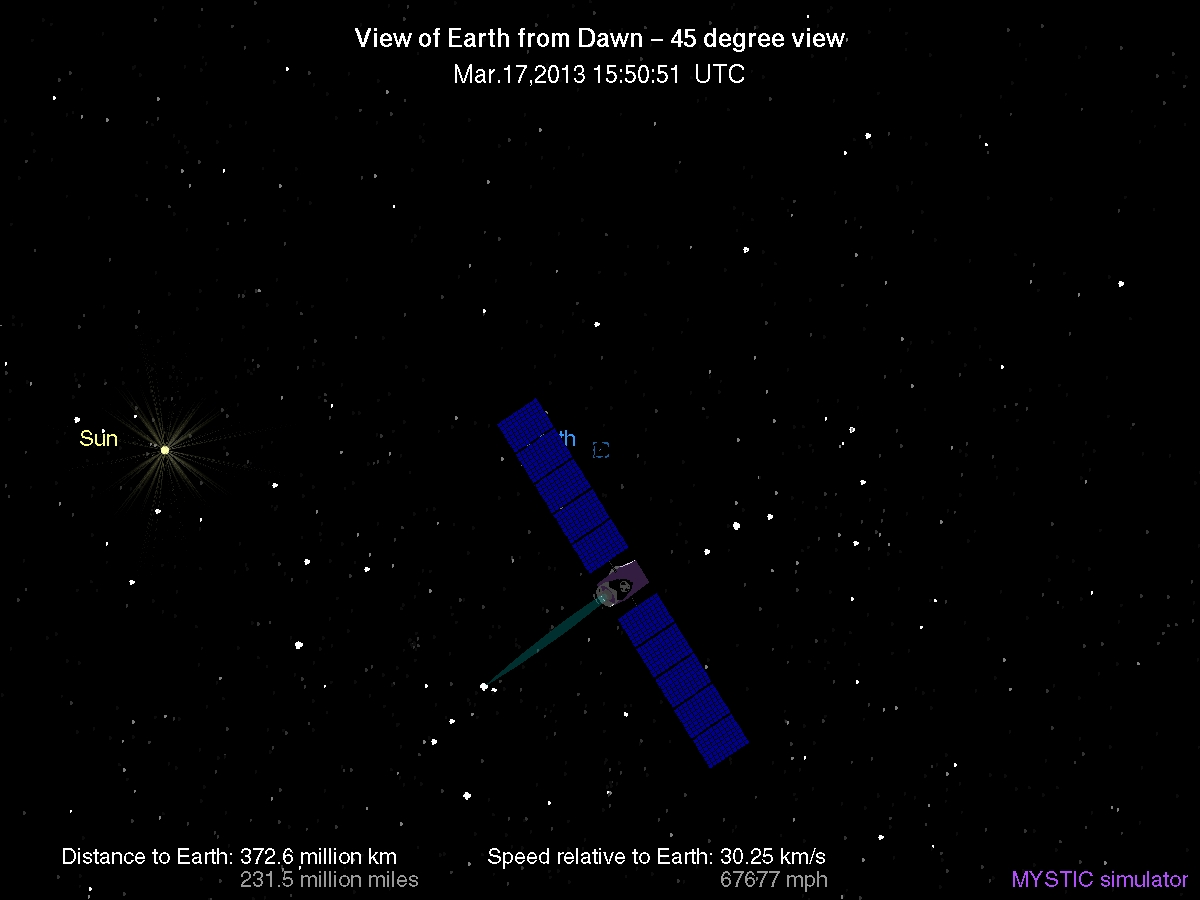 View of Earth from Dawn – 45 degree view
Mar.17,2013 15:50:51 UTC
Sun
th
Distance to Earth: 372.6 million km
231.5 million miles
Speed relative to Earth: 30.25 km/s
67677 mph
MYSTIC simulator